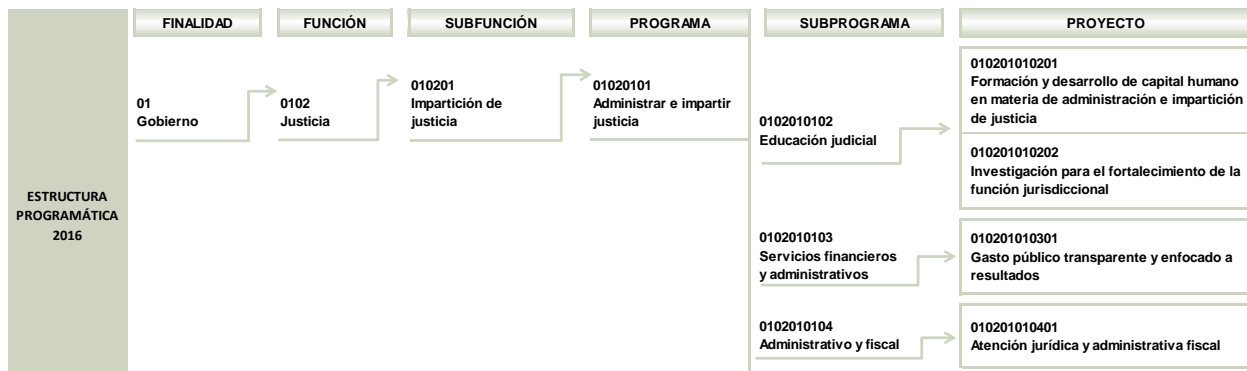 FINALIDAD
FUNCIÓN
SUBFUNCIÓN
PROGRAMA
SUBPROGRAMA
PROYECTO
ESTRUCTURA
PROGRAMÁTICA
2016
01
Gobierno
0102
Justicia
010201
Impartición de
justicia
01020101
Administrar e impartir
justicia
0102010102
Educación judicial
010201010201
Formación y desarrollo de capital humano
en materia de administración e impartición
de justicia
010201010202
Investigación para el fortalecimiento de la
función jurisdiccional
0102010103
Servicios financieros
y administrativos
010201010301
Gasto público transparente y enfocado a
resultados
0102010104
Administrativo y fiscal
010201010401
Atención jurídica y administrativa fiscal